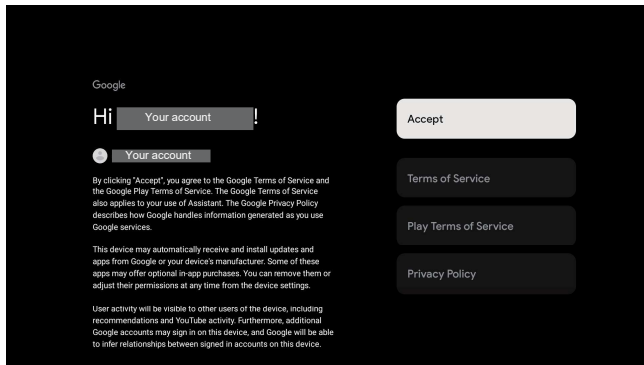 Google
Hi Your account !
Your account
By clicking "Accept", you agree to the Google Terms of Service and
the Google Play Terms of Service. The Google Terms of Service
also applies to your use of Assistant. The Google Privacy Policy
describes how Google handles information generated as you use
Google services.
This device may automatically receive and install updates and
apps from Google or your device's manufacturer. Some of these
apps may offer optional in-app purchases. You can remove them or
adjust their permissions at any time from the device settings.
User activity will be visible to other users of the device, including
recommendations and YouTube activity. Furthermore, additional
Google accounts may sign in on this device, and Google will be able
to infer relationships between signed in accounts on this device.
Accept
Terms of Service
Play Terms of Service
Privacy Policy